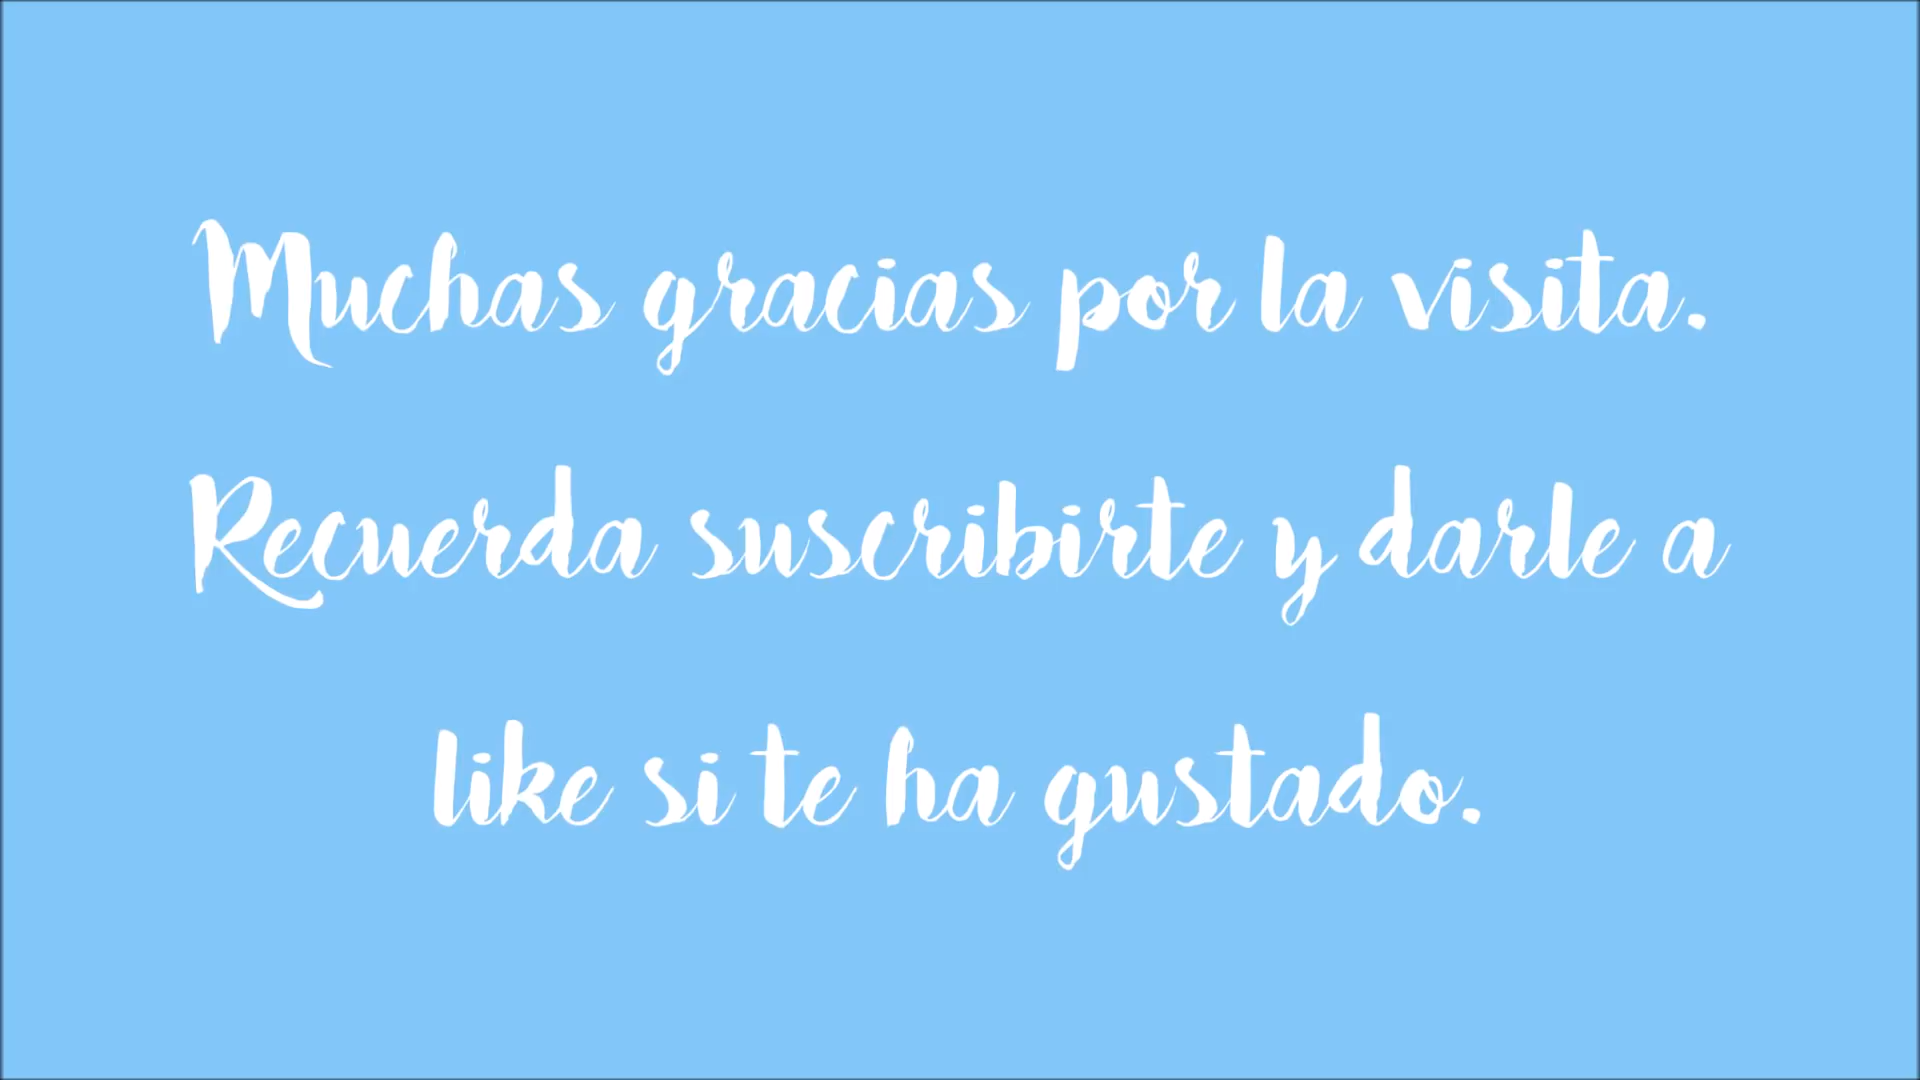 Muchas gracias por la visita.
Recuerda suscribirte y darle a
like si te ha gustado.